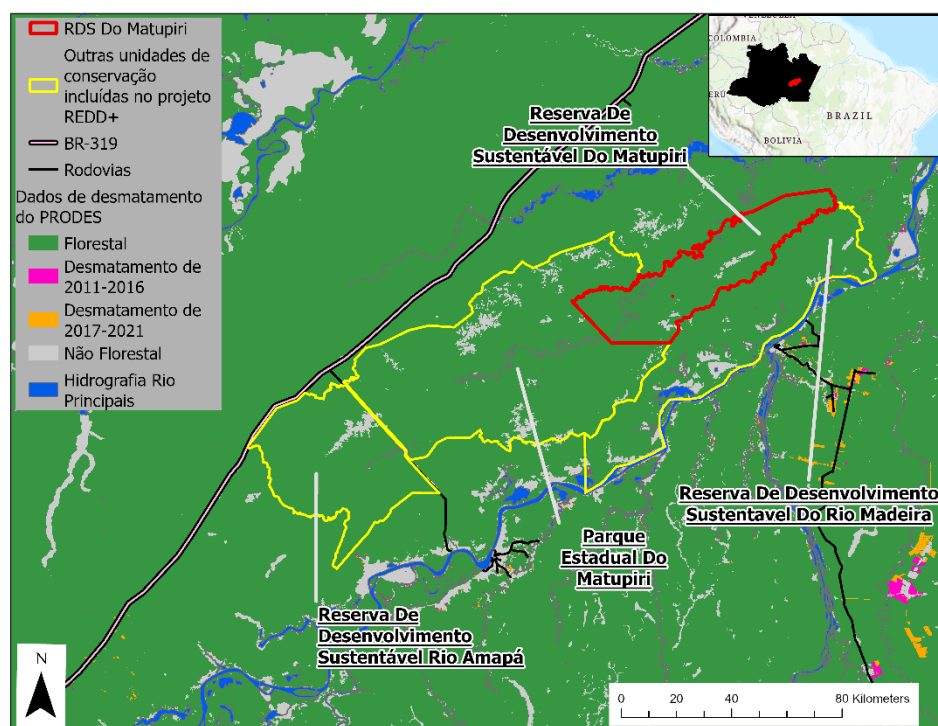 RDS Do Matupiri
Outras unidades de
conservação
incluídas no projeto
REDD+
BR-319
Rodovias
Dados de desmatamento
do PRODES
Florestal
Desmatamento de
2011-2016
Desmatamento de
2017-2021
Não Florestal
Hidrografia Rio
Principais
COLOMBIA
BRAZIL
BOLIVIA
Reserva De
Desenvolvimento
Sustentável Do Matupiri
Reserva De Desenvolvimento
Sustentavel Do Rio Madeira
Parque
Estadual Do
Matupiri
Reserva De
Desenvolvimento
Sustentável Rio Amapá
N
0 20 40 80 Kilometers